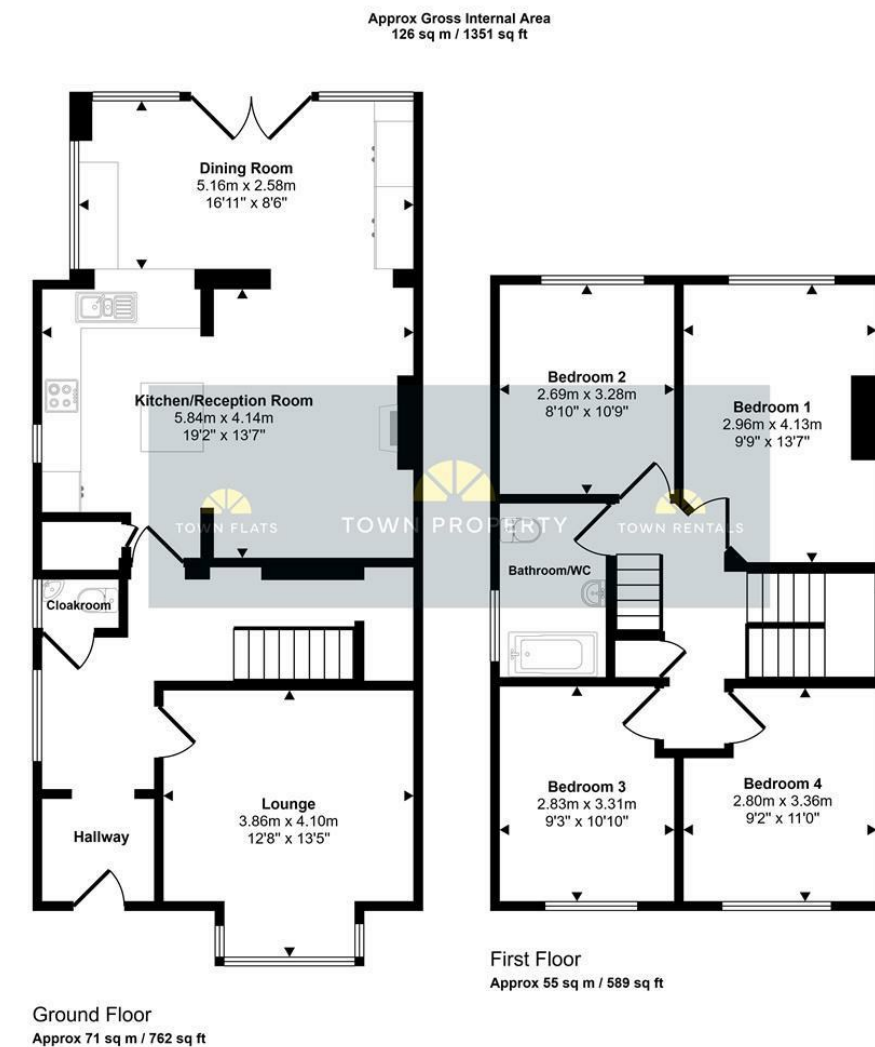 Approx Gross Internal Area
126 sq m / 1351 sq ft
Dining Room
5.16m x 2.58m
16'11" x 8'6"
Kitchen/Reception Room
5.84m x 4.14m
19'2" x 13'7"
Bedroom 2
2.69m x 3.28m
8'10" x 10'9"
Bedroom 1
2.96m x 4.13m
9'9" x 13'7"
TOWN FLATS
TOWN PROPERTY
TOWN RENTALS
Bathroom/WC
Cloakroom
Lounge
3.86m x 4.10m
12'8" x 13'5"
Hallway
Bedroom 3
2.83m x 3.31m
9'3" x 10'10"
Bedroom 4
2.80m x 3.36m
9'2" x 11'0"
First Floor
Approx 55 sq m / 589 sq ft
Ground Floor
Approx 71 sq m / 762 sq ft